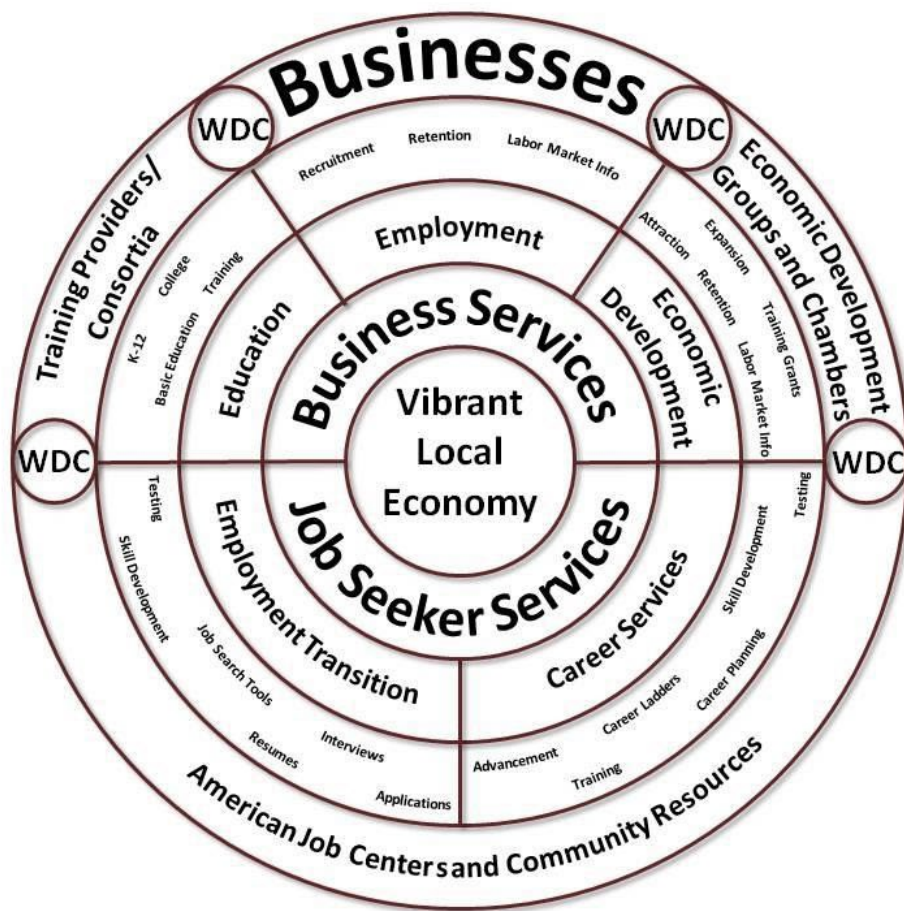 Businesses
WDC
WDC
Training Providers/
Consortia
Economic Development
Groups and Chambers
Recruitment
Retention
Labor Market Info
Employment
K-12
College
Basic Education
Training
Education
Attraction
Expansion
Retention
Training Grants
Labor Market Info
Economic
Development
Business Services
Vibrant
Local
Economy
WDC
WDC
Job Seeker Services
Employment Transition
Career Services
Testing
Skill Development
Job Search Tools
Resumes
Interviews
Applications
Testing
Skill Development
Career Planning
Career Ladders
Advancement
Training
American Job Centers and Community Resources